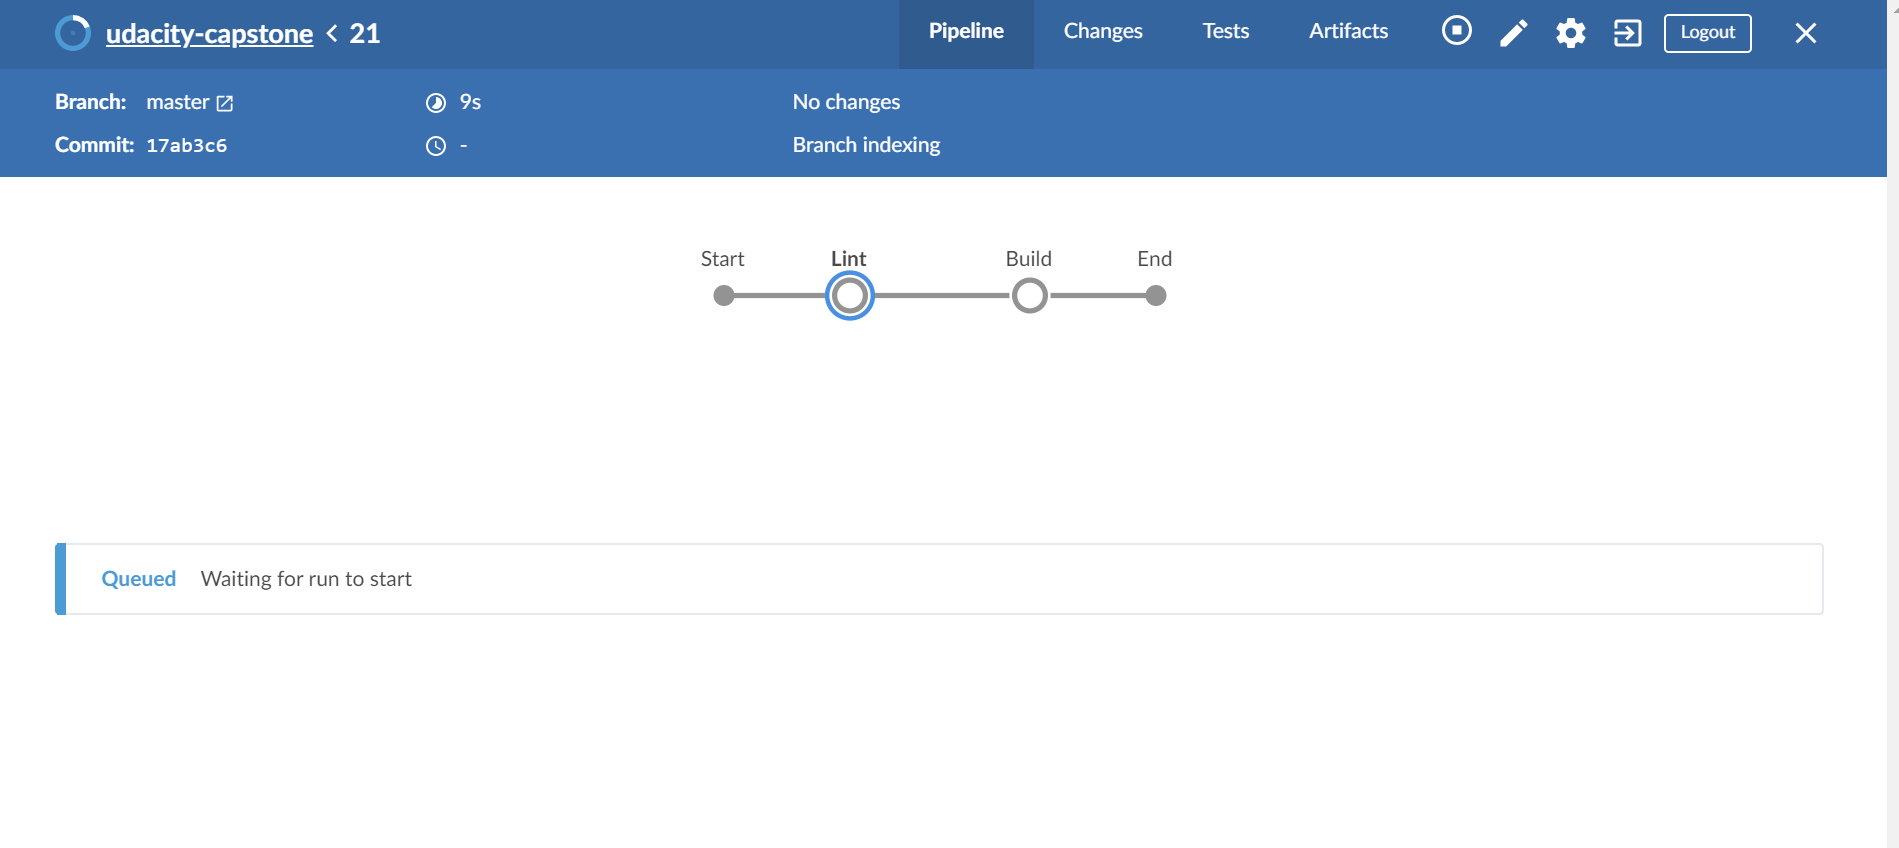 udacity-capstone < 21
Pipeline Changes Tests Artifacts Logout
Branch: master 9s No changes
Commit: 17ab3c6 - Branch indexing
Start Lint Build End
Queued Waiting for run to start